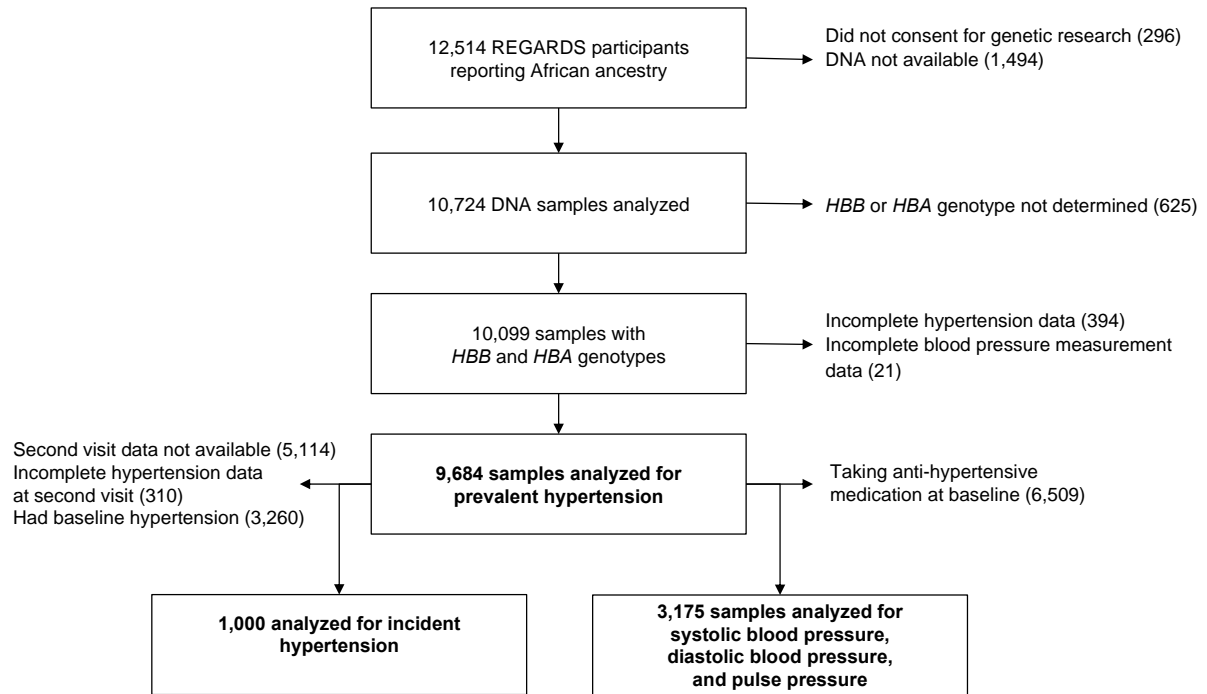 12,514 REGARDS participants
reporting African ancestry
Did not consent for genetic research (296)
DNA not available (1,494)
10,724 DNA samples analyzed
HBB or HBA genotype not determined (625)
10,099 samples with
HBB and HBA genotypes
Incomplete hypertension data (394)
Incomplete blood pressure measurement
data (21)
Second visit data not available (5,114)
Incomplete hypertension data
at second visit (310)
Had baseline hypertension (3,260)
9,684 samples analyzed for
prevalent hypertension
Taking anti-hypertensive
medication at baseline (6,509)
1,000 analyzed for incident
hypertension
3,175 samples analyzed for
systolic blood pressure,
diastolic blood pressure,
and pulse pressure